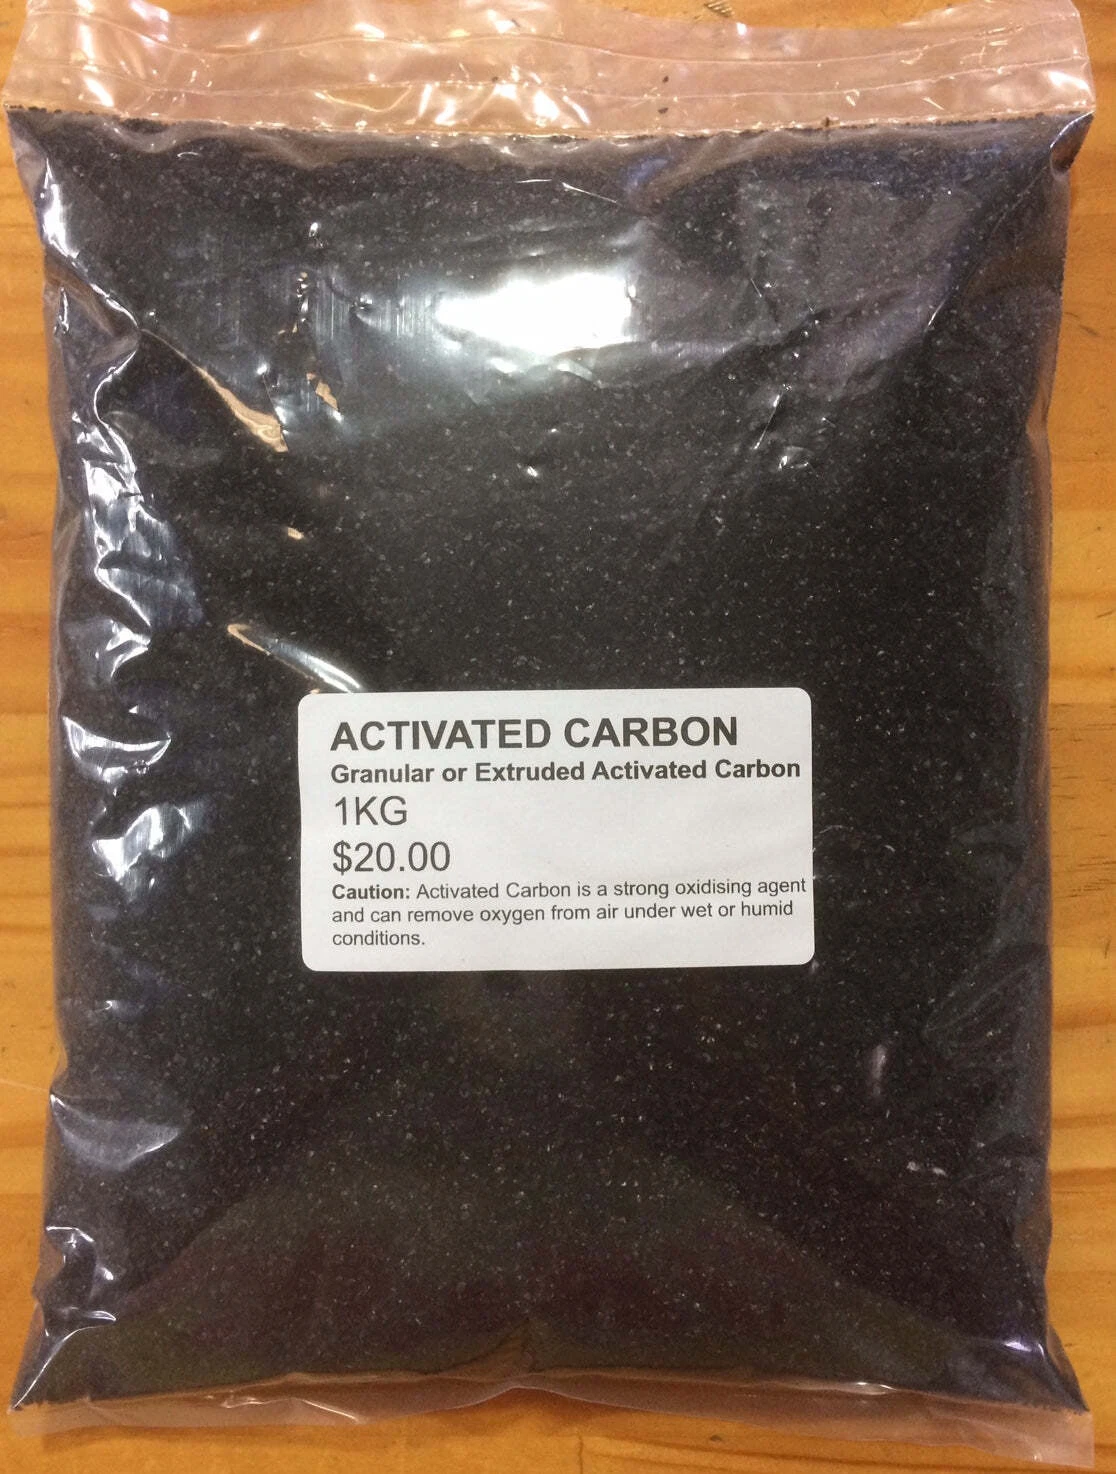 ACTIVATED CARBON
Granular or Extruded Activated Carbon
1KG
$20.00
Caution: Activated Carbon is a strong oxidising agent
and can remove oxygen from air under wet or humid
conditions.